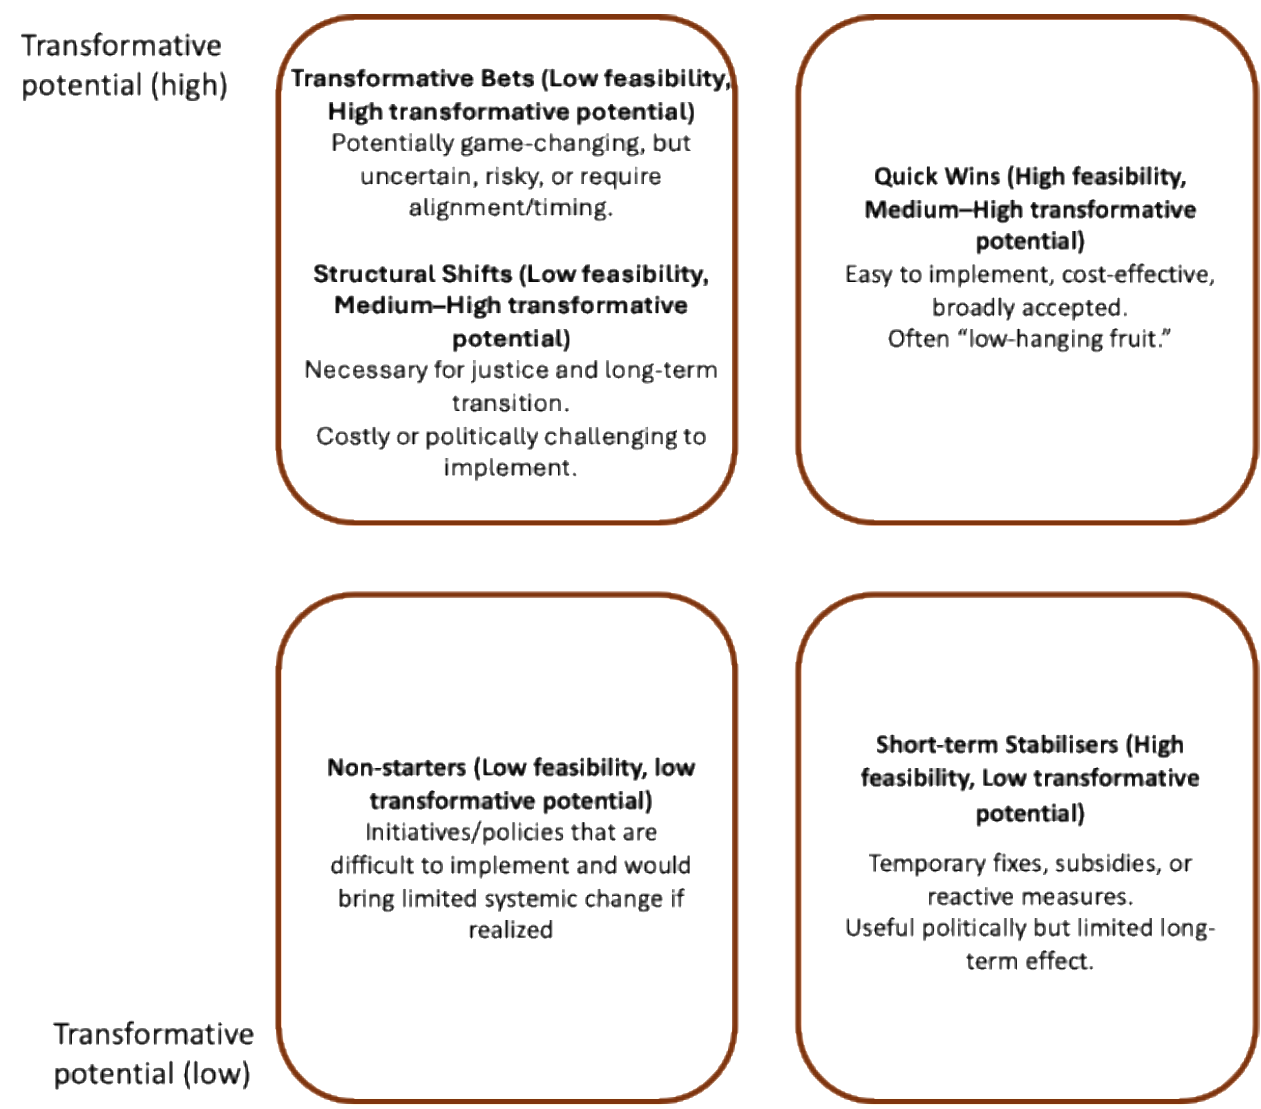 Transformative
potential (high)
Transformative Bets (Low feasibility,
High transformative potential)
Potentially game-changing, but
uncertain, risky, or require
alignment/timing.
Structural Shifts (Low feasibility,
Medium–High transformative
potential)
Necessary for justice and long-term
transition.
Costly or politically challenging to
implement.
Quick Wins (High feasibility,
Medium–High transformative
potential)
Easy to implement, cost-effective,
broadly accepted.
Often “low-hanging fruit.”
Non-starters (Low feasibility, low
transformative potential)
Initiatives/policies that are
difficult to implement and would
bring limited systemic change if
realized
Short-term Stabilisers (High
feasibility, Low transformative
potential)
Temporary fixes, subsidies, or
reactive measures.
Useful politically but limited long-
term effect.
Transformative
potential (low)